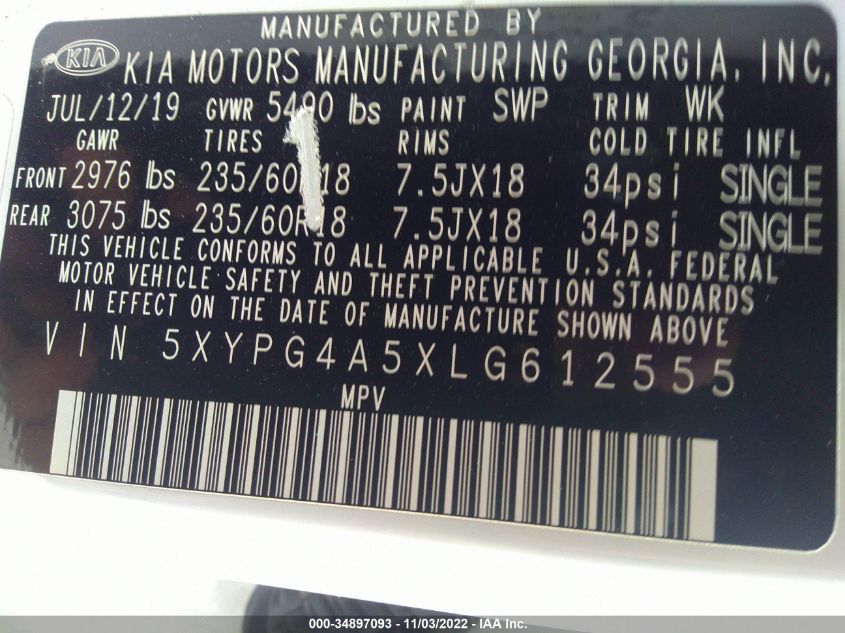 MANUFACTURED BY
KIA KIA MOTORS MANUFACTURING GEORGIA, INC.
JUL/12/19 GVWR 5490 lbs PAINT SWP TRIM WK
GAWR TIRES RIMS COLD TIRE INFL
FRONT 2976 lbs 235/60R18 7.5JX18 34psi SINGLE
REAR 3075 lbs 235/60R18 7.5JX18 34psi SINGLE
THIS VEHICLE CONFORMS TO ALL APPLICABLE U.S.A. FEDERAL
MOTOR VEHICLE SAFETY AND THEFT PREVENTION STANDARDS
IN EFFECT ON THE DATE OF MANUFACTURE SHOWN ABOVE
VIN 5XYPG4A5XLG612555
MPV
000-34897093 - 11/03/2022 - IAA Inc.